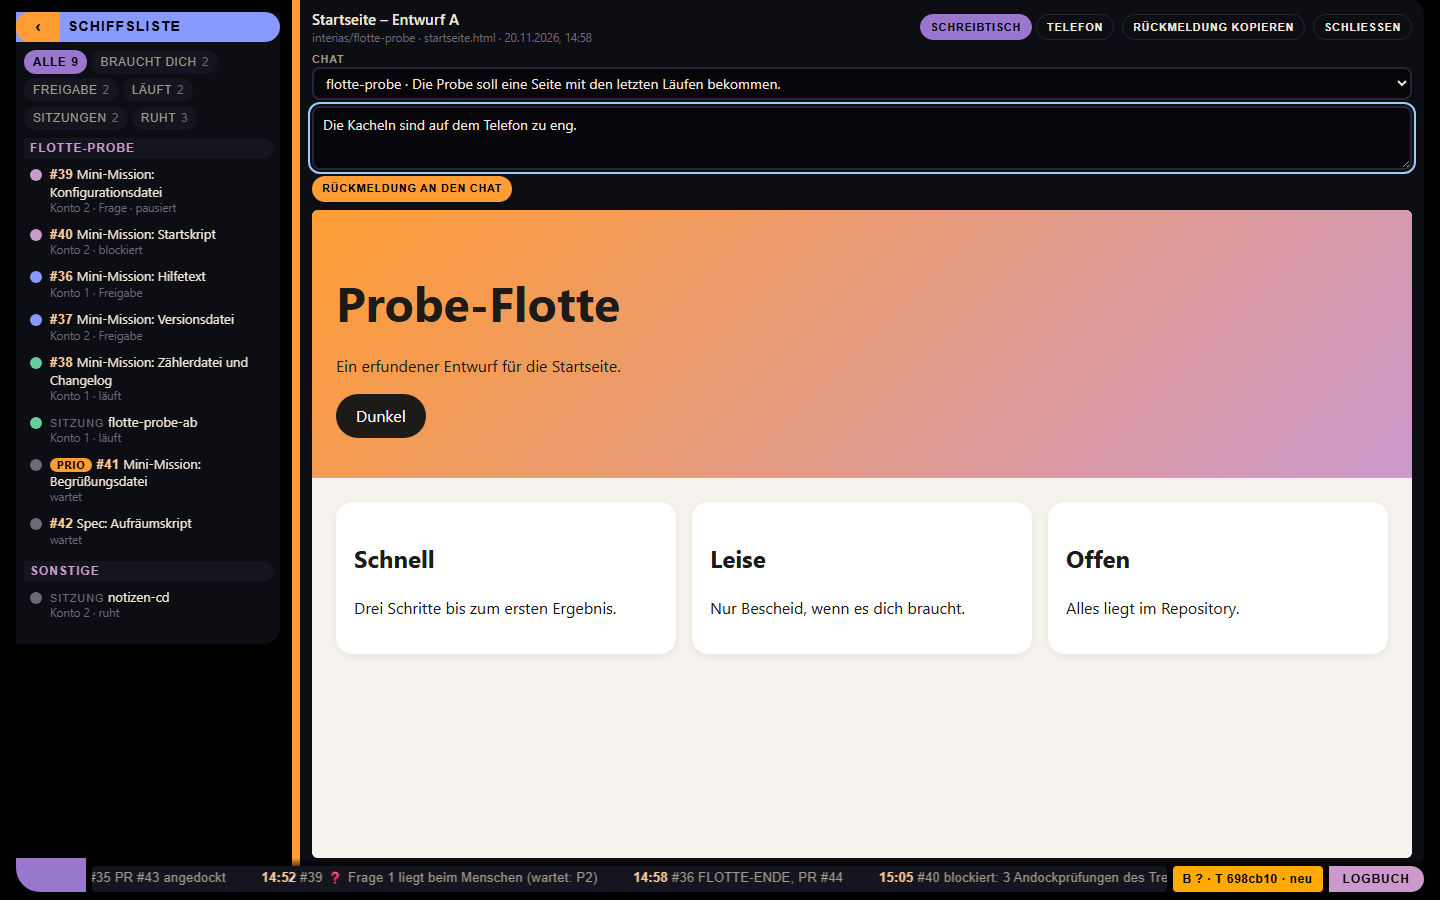 ‹ SCHIFFSLISTE
ALLE 9 BRAUCHT DICH 2
FREIGABE 2 LÄUFT 2
SITZUNGEN 2 RUHT 3
FLOTTE-PROBE
#39 Mini-Mission:
Konfigurationsdatei
Konto 2 · Frage · pausiert
#40 Mini-Mission: Startskript
Konto 2 · blockiert
#36 Mini-Mission: Hilfetext
Konto 1 · Freigabe
#37 Mini-Mission: Versionsdatei
Konto 2 · Freigabe
#38 Mini-Mission: Zählerdatei und
Changelog
Konto 1 · läuft
SITZUNG flotte-probe-ab
Konto 1 · läuft
PRIO #41 Mini-Mission:
Begrüßungsdatei
wartet
#42 Spec: Aufräumskript
wartet
SONSTIGE
SITZUNG notizen-cd
Konto 2 · ruht
Startseite – Entwurf A
interias/flotte-probe · startseite.html · 20.11.2026, 14:58
SCHREIBTISCH TELEFON RÜCKMELDUNG KOPIEREN SCHLIESSEN
CHAT
flotte-probe · Die Probe soll eine Seite mit den letzten Läufen bekommen.
Die Kacheln sind auf dem Telefon zu eng.
RÜCKMELDUNG AN DEN CHAT
Probe-Flotte
Ein erfundener Entwurf für die Startseite.
Dunkel
Schnell
Drei Schritte bis zum ersten Ergebnis.
Leise
Nur Bescheid, wenn es dich braucht.
Offen
Alles liegt im Repository.
#35 PR #43 angedockt 14:52 #39 ❓ Frage 1 liegt beim Menschen (wartet: P2) 14:58 #36 FLOTTE-ENDE, PR #44 15:05 #40 blockiert: 3 Andockprüfungen des Tre
B ? · T 698cb10 · neu LOGBUCH